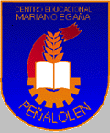 CENTRO EDUCACIONAL
MARIANO EGAÑA
PEÑALOLEN